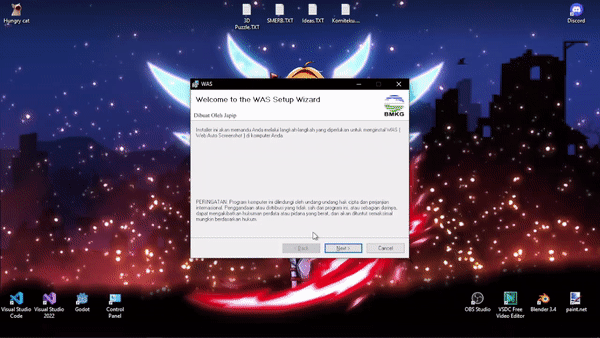 Hungry cat
3D
Puzzle.TXT
SMERB.TXT
Ideas.TXT
Komiteku....
Discord
WAS
Welcome to the WAS Setup Wizard
Dibuat Oleh Japip
BMKG
Installer ini akan memandu Anda melalui langkah-langkah yang diperlukan untuk menginstal WAS (
Web Aura Screenshot ) di komputer Anda.
PERINGATAN: Program komputer ini dilindungi oleh undang-undang hak cipta dan perjanjian
internasional. Penggandaan atau distribusi yang tidak sah dari program ini, atau sebagian darinya,
dapat mengakibatkan hukuman perdata atau pidana yang berat, dan akan dituntut semaksimal
mungkin berdasarkan hukum.
< Back
Next >
Cancel
Visual Studio
Code
Visual Studio
2022
Godot
Control
Panel
OBS Studio
VSDC Free
Video Editor
Blender 3.4
paint.net